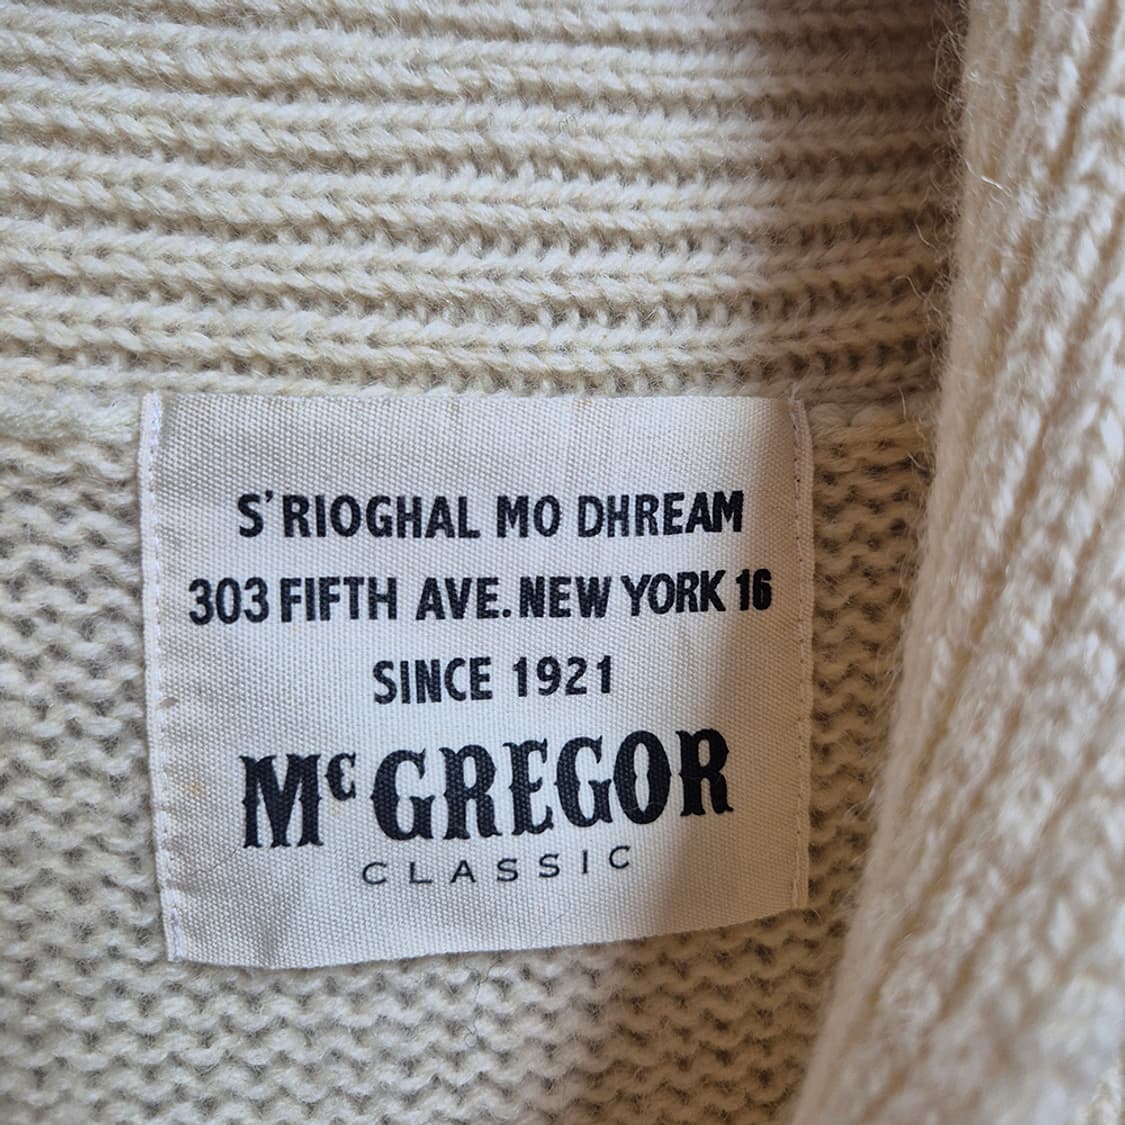 S'RIOGHAL MO DHREAM
303 FIFTH AVE. NEW YORK 16
SINCE 1921
McGREGOR
CLASSIC